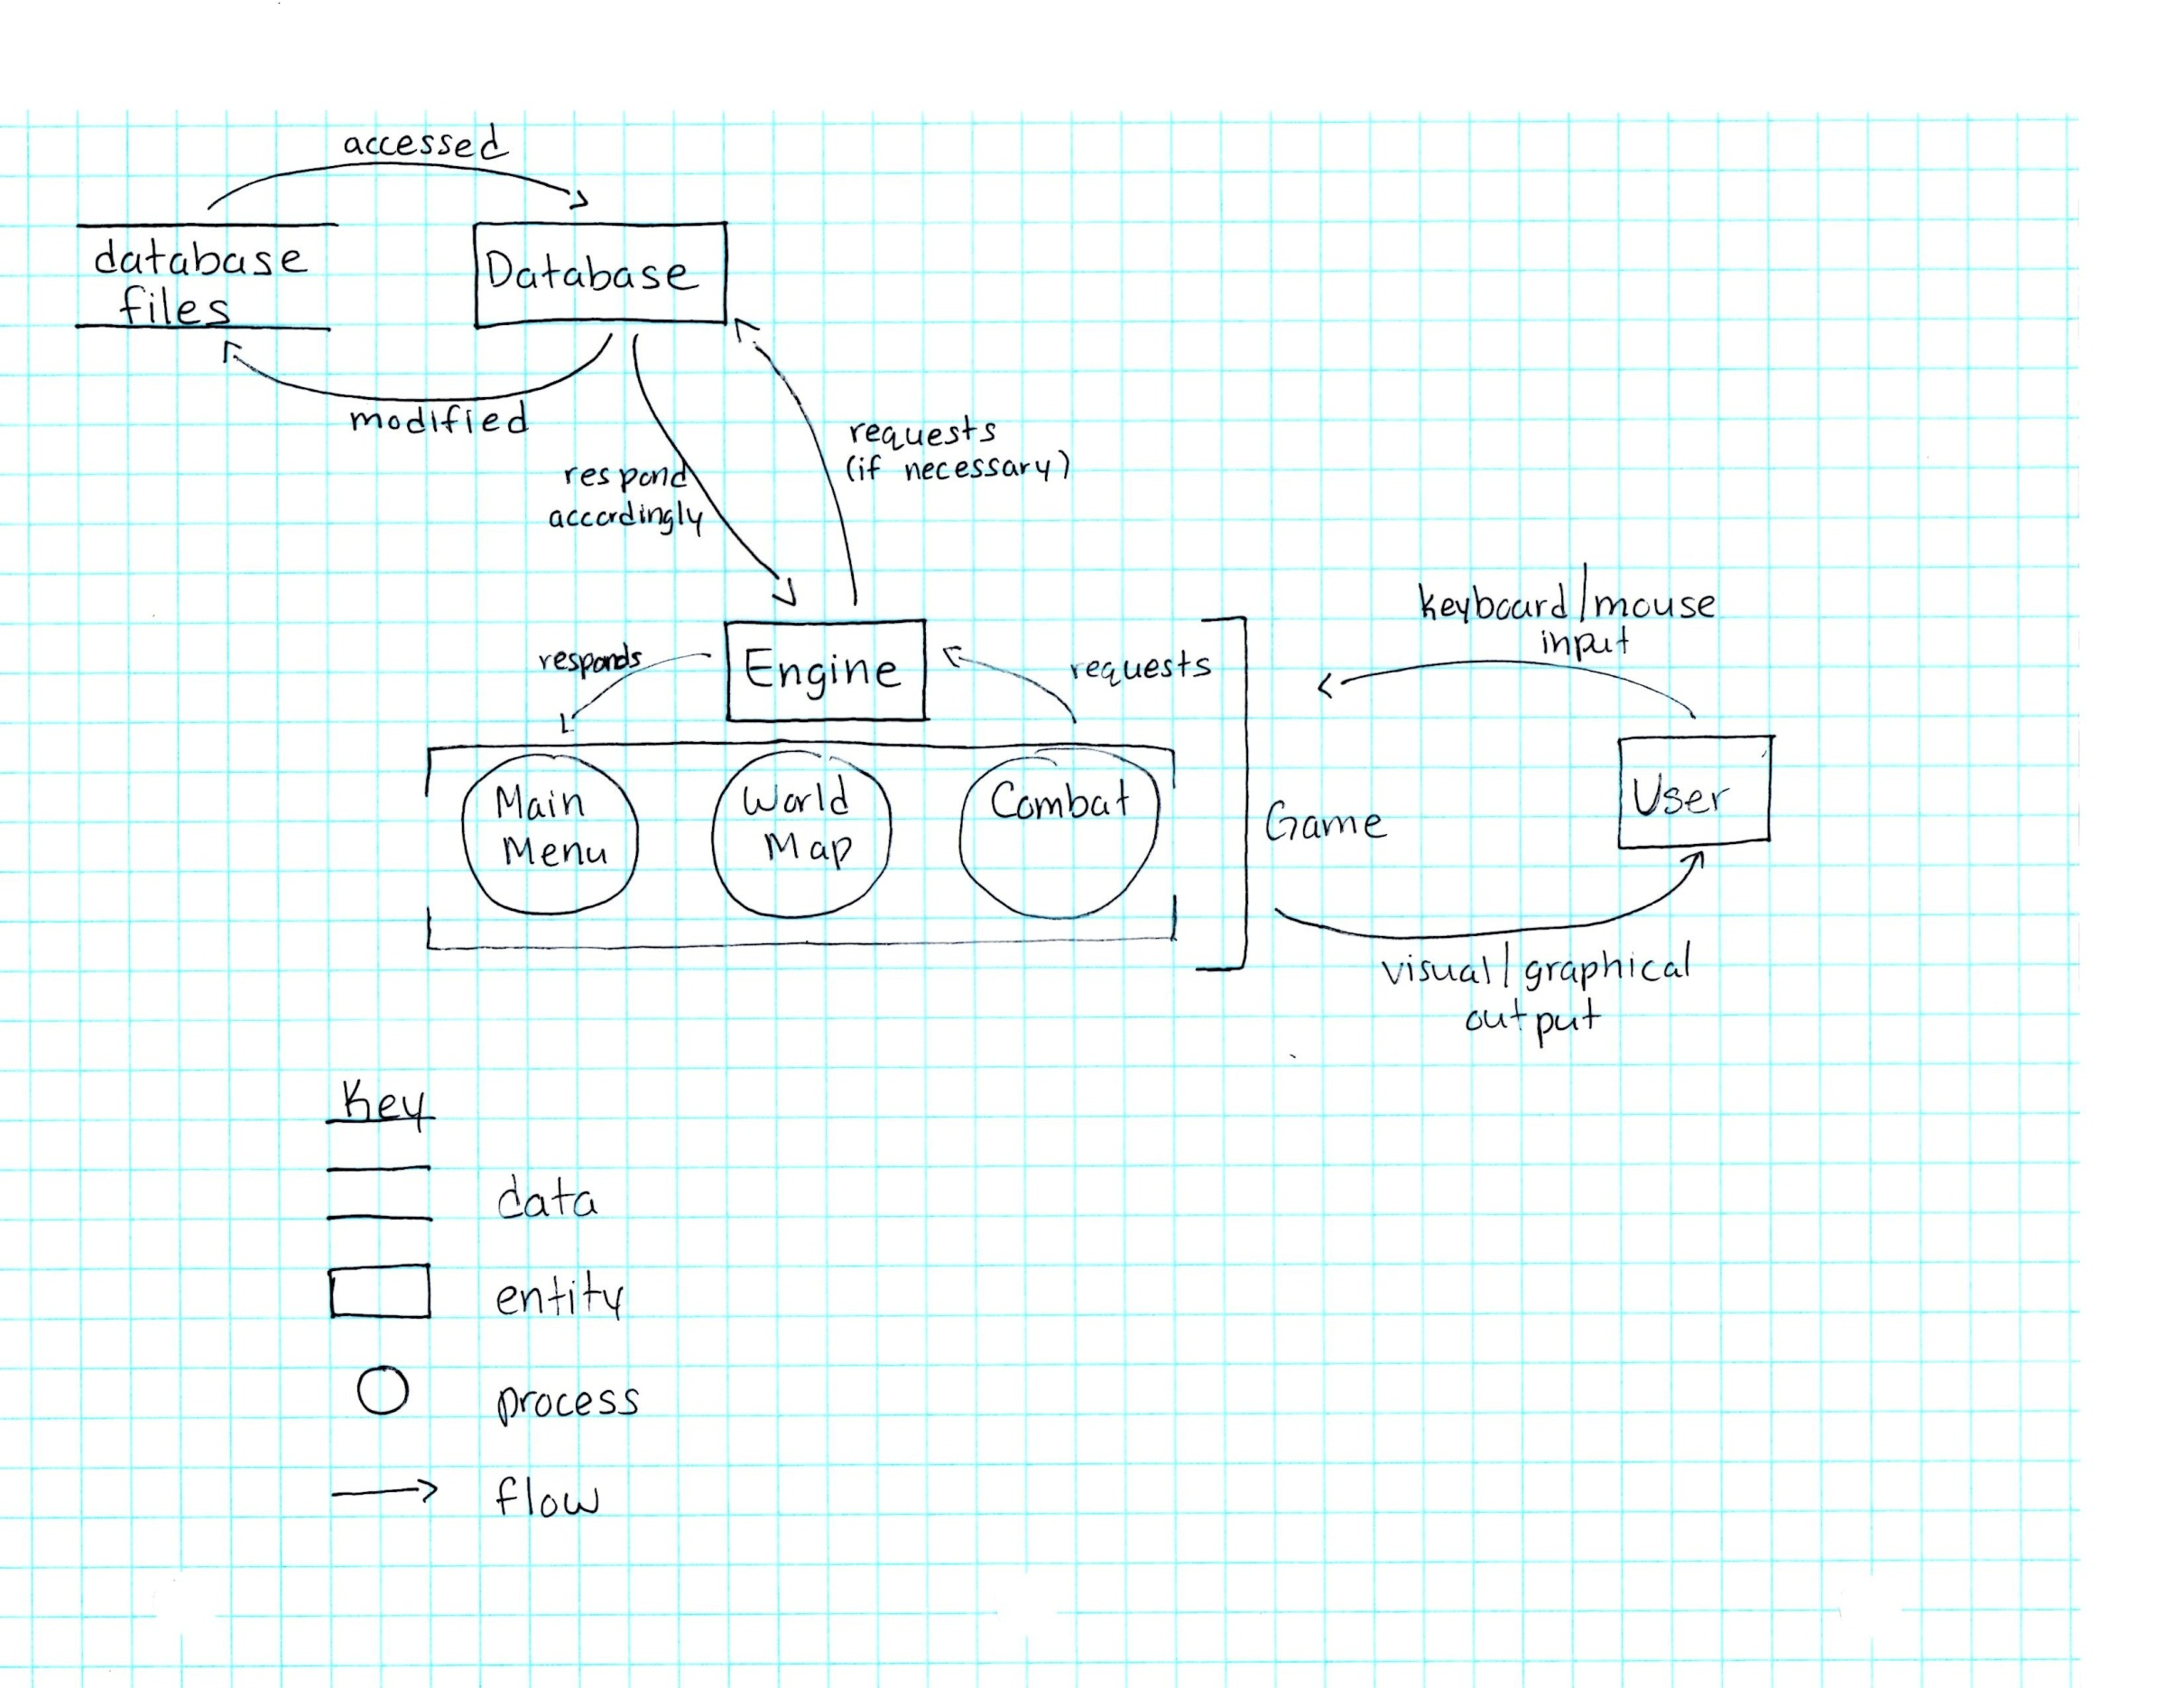 accessed
database
files
Database
modified
requests
(if necessary)
respond
accordingly
keyboard/mouse
input
responds
Engine
requests
Main
Menu
World
Map
Combat
Game
User
visual/graphical
output
Key
data
entity
process
flow